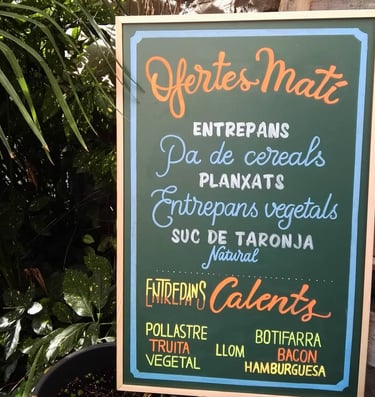 Ofertes Matí
ENTREPANS
Pa de cereals
PLANXATS
Entrepans vegetals
SUC DE TARONJA
Natural
ENTREPANS Calents
POLLASTRE
TRUITA
VEGETAL
LLOM
BOTIFARRA
BACON
HAMBURGUESA